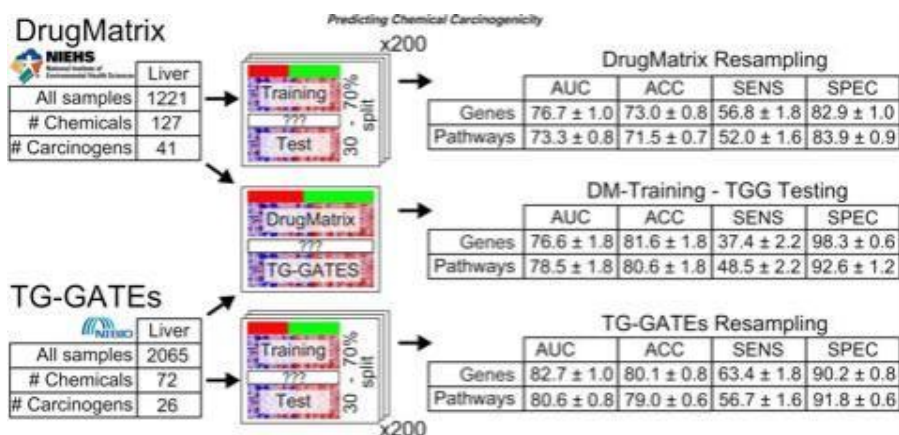 Predicting Chemical Carcinogenicity
DrugMatrix
NIEHS
National Institute of
Environmental Health Sciences
Liver
All samples 1221
# Chemicals 127
# Carcinogens 41
x200
Training
???
Test
30 - 70%
split
DrugMatrix Resampling
AUC ACC SENS SPEC
Genes 76.7 ± 1.0 73.0 ± 0.8 56.8 ± 1.8 82.9 ± 1.0
Pathways 73.3 ± 0.8 71.5 ± 0.7 52.0 ± 1.6 83.9 ± 0.9
DrugMatrix
???
TG-GATES
DM-Training - TGG Testing
AUC ACC SENS SPEC
Genes 76.6 ± 1.8 81.6 ± 1.8 37.4 ± 2.2 98.3 ± 0.6
Pathways 78.5 ± 1.8 80.6 ± 1.8 48.5 ± 2.2 92.6 ± 1.2
TG-GATEs
NIBIO
Liver
All samples 2065
# Chemicals 72
# Carcinogens 26
Training
???
Test
30 - 70%
split
x200
TG-GATEs Resampling
AUC ACC SENS SPEC
Genes 82.7 ± 1.0 80.1 ± 0.8 63.4 ± 1.8 90.2 ± 0.8
Pathways 80.6 ± 0.8 79.0 ± 0.6 56.7 ± 1.6 91.8 ± 0.6